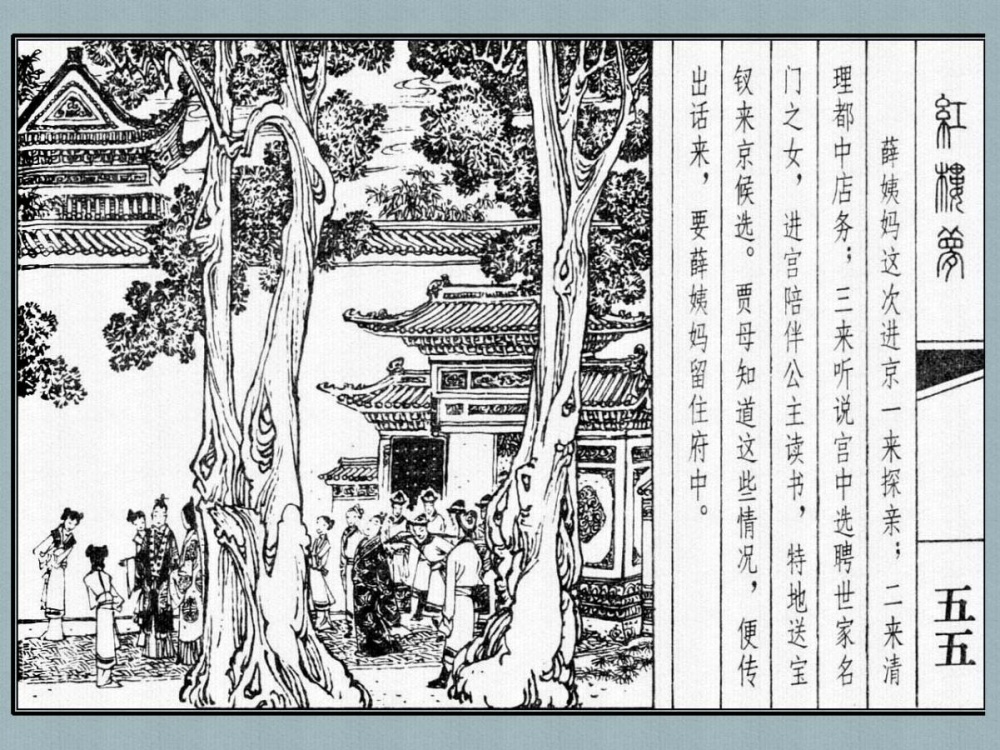 紅樓夢
五五
薛姨妈这次进京一来探亲；二来清
理都中店务；三来听说宫中选聘世家名
门之女，进宫陪伴公主读书，特地送宝
钗来京候选。贾母知道这些情况，便传
出话来，要薛姨妈留住府中。